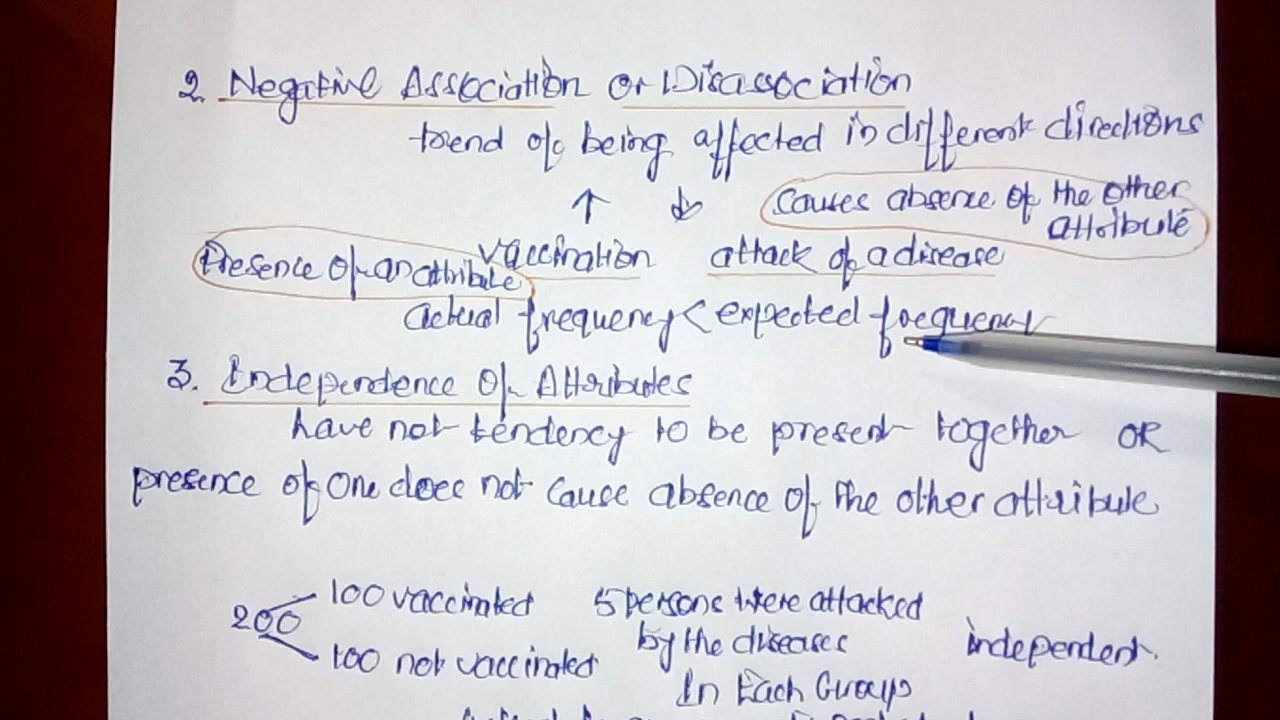 2. Negative Association or Disassociation
trend of being affected in different directions
↑ ↓ causes absence of the other
attribute
Presence of an attribute vaccination attack of a disease
actual frequency < expected frequency
3. Independence of Attributes
have not tendency to be present together OR
presence of one does not cause absence of the other attribute
200 100 vaccinated 5 persons were attacked
by the diseases independent.
100 not vaccinated
In Each Group